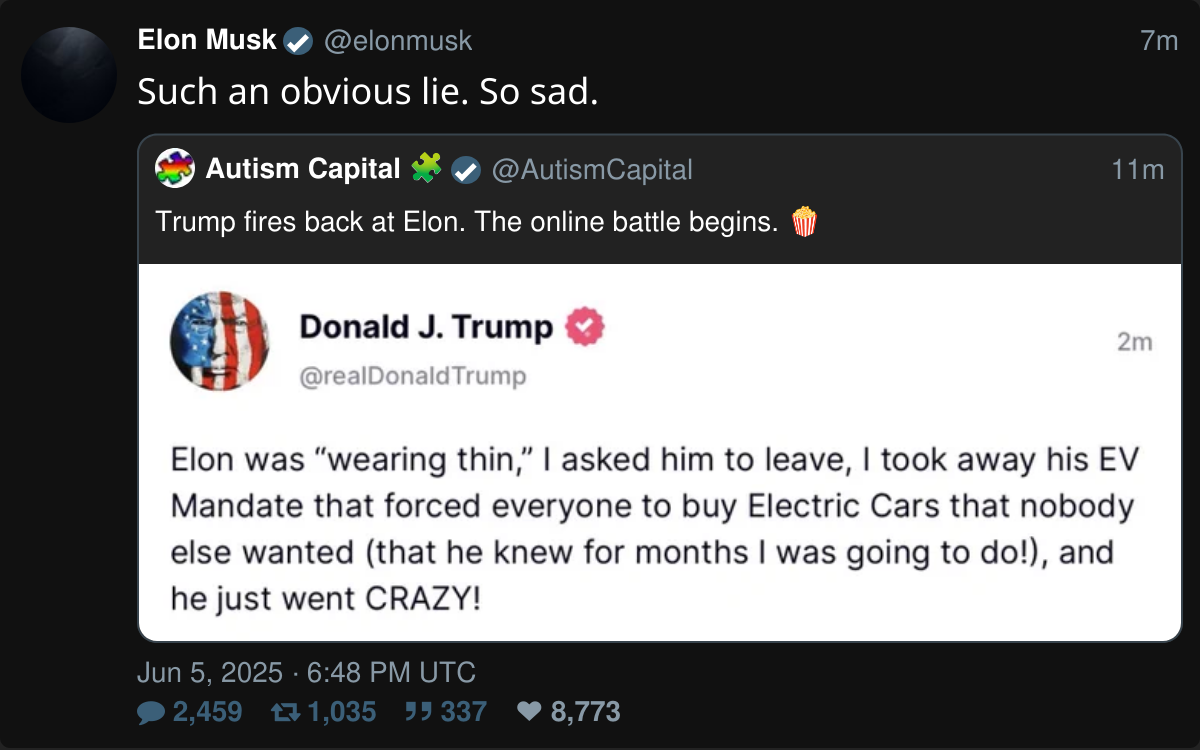 Elon Musk @elonmusk 7m
Such an obvious lie. So sad.
Autism Capital 🧩 @AutismCapital 11m
Trump fires back at Elon. The online battle begins. 🍿
Donald J. Trump
2m
@realDonaldTrump
Elon was “wearing thin,” I asked him to leave, I took away his EV
Mandate that forced everyone to buy Electric Cars that nobody
else wanted (that he knew for months I was going to do!), and
he just went CRAZY!
Jun 5, 2025 · 6:48 PM UTC
2,459 1,035 337 8,773